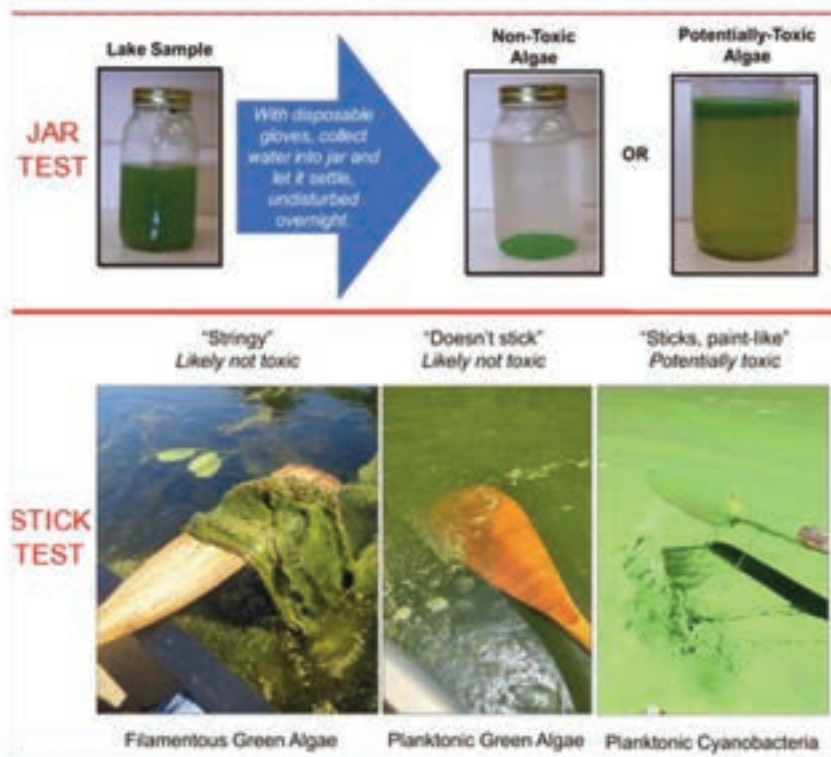 Lake Sample
Non-Toxic
Algae
Potentially-Toxic
Algae
JAR
TEST
With disposable
gloves, collect
water into jar and
let it settle,
undisturbed
overnight.
OR
"Stringy"
Likely not toxic
"Doesn't stick"
Likely not toxic
"Sticks, paint-like"
Potentially toxic
STICK
TEST
Filamentous Green Algae
Planktonic Green Algae
Planktonic Cyanobacteria